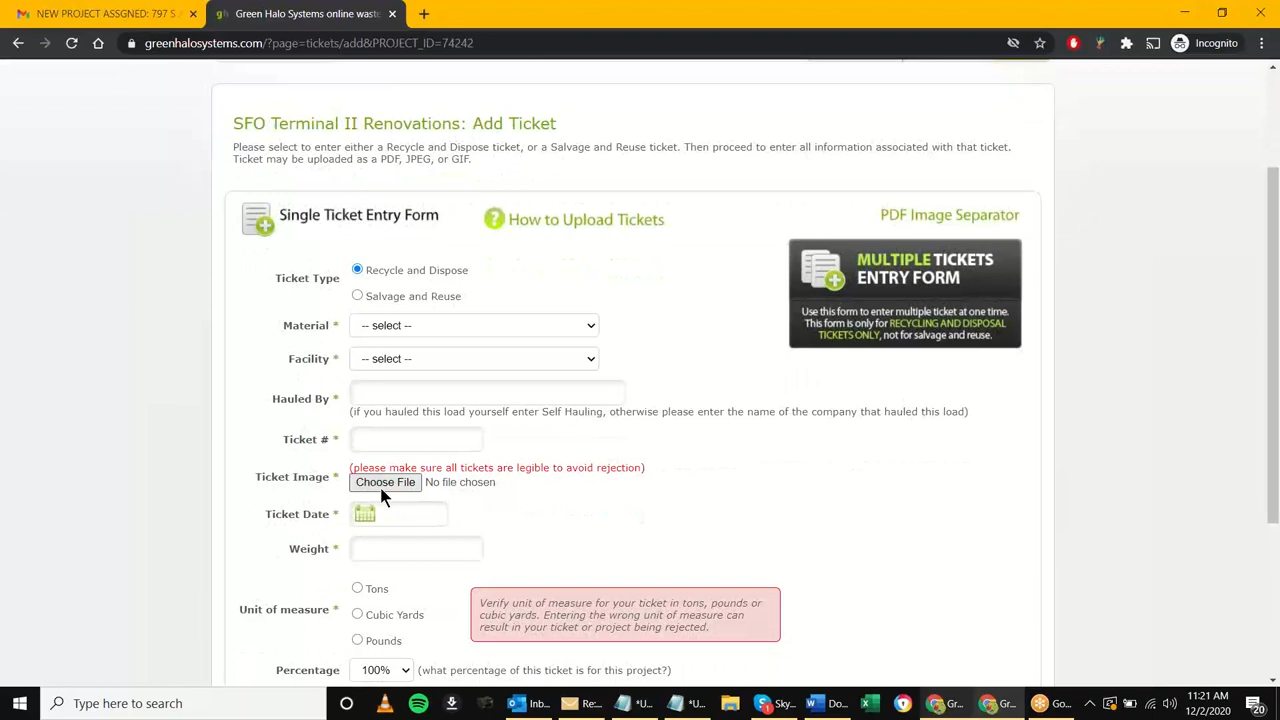 NEW PROJECT ASSGNED: 797 S
Green Halo Systems online wast
greenhalosystems.com/?page=tickets/add&PROJECT_ID=74242
Incognito
SFO Terminal II Renovations: Add Ticket
Please select to enter either a Recycle and Dispose ticket, or a Salvage and Reuse ticket. Then proceed to enter all information associated with that ticket.
Ticket may be uploaded as a PDF, JPEG, or GIF.
Single Ticket Entry Form
How to Upload Tickets
PDF Image Separator
MULTIPLE TICKETS
ENTRY FORM
Use this form to enter multiple ticket at one time.
This form is only for RECYCLING AND DISPOSAL
TICKETS ONLY, not for salvage and reuse.
Ticket Type
Recycle and Dispose
Salvage and Reuse
Material * -- select --
Facility * -- select --
Hauled By *
(if you hauled this load yourself enter Self Hauling, otherwise please enter the name of the company that hauled this load)
Ticket # *
(please make sure all tickets are legible to avoid rejection)
Ticket Image * Choose File No file chosen
Ticket Date *
Weight *
Unit of measure *
Tons
Cubic Yards
Pounds
Verify unit of measure for your ticket in tons, pounds or
cubic yards. Entering the wrong unit of measure can
result in your ticket or project being rejected.
Percentage 100% (what percentage of this ticket is for this project?)
Type here to search
Inb...
Re:...
*U...
*U...
Sky...
Do...
Gr...
Gr...
Go...
11:21 AM
12/2/2020
20